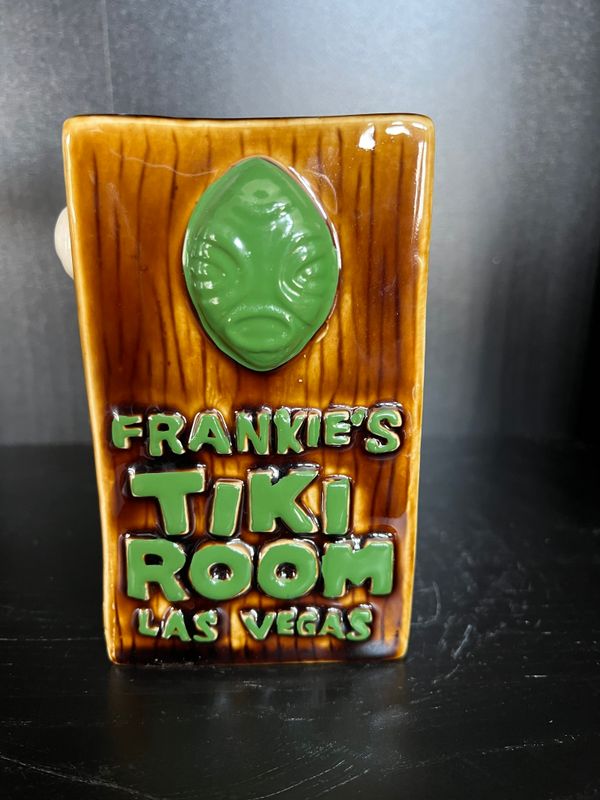 FRANKIE'S
TIKI
ROOM
LAS VEGAS